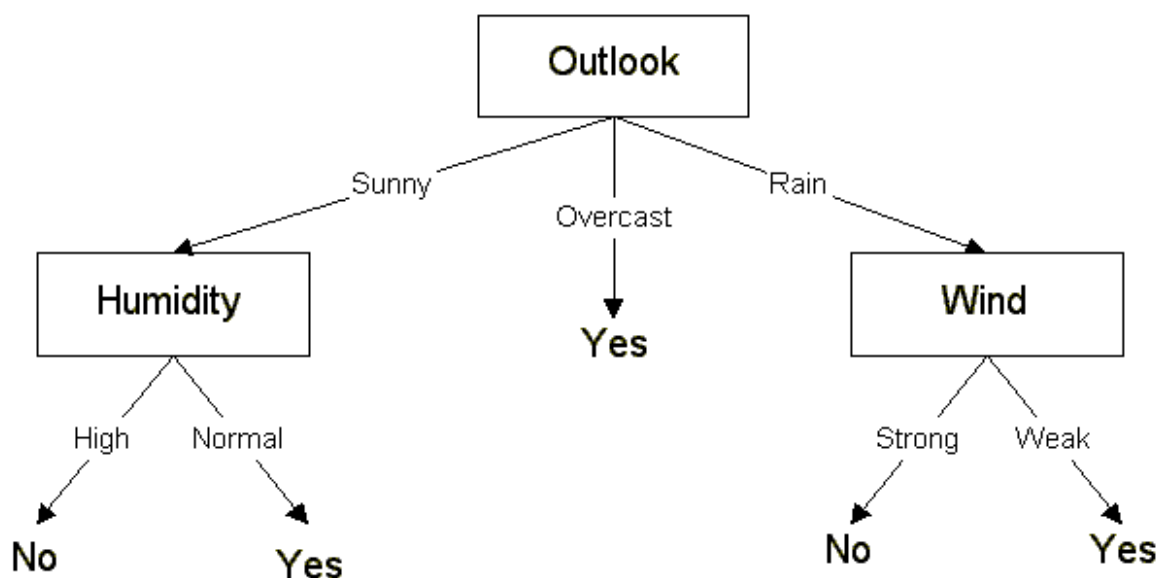 Outlook
Sunny
Overcast
Rain
Humidity
Yes
Wind
High
Normal
Strong
Weak
No
Yes
No
Yes